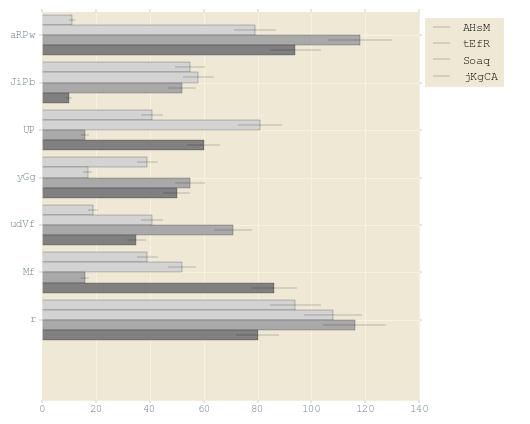 aRPw
JiPb
UP
yGg
udVf
Mf
r
0 20 40 60 80 100 120 140
AHsM
tEfR
Soaq
jKgCA